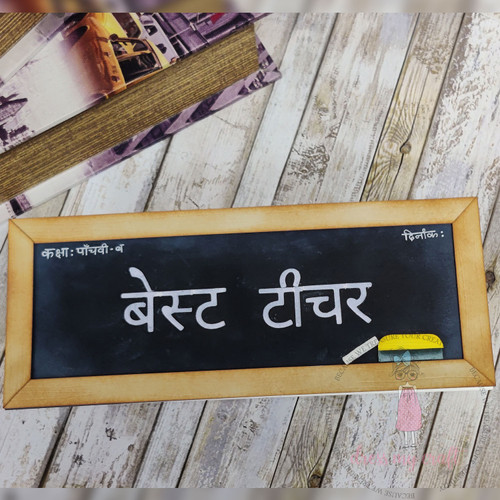 कक्षा : पाँचवी - ब
दिनांक :
बेस्ट टीचर